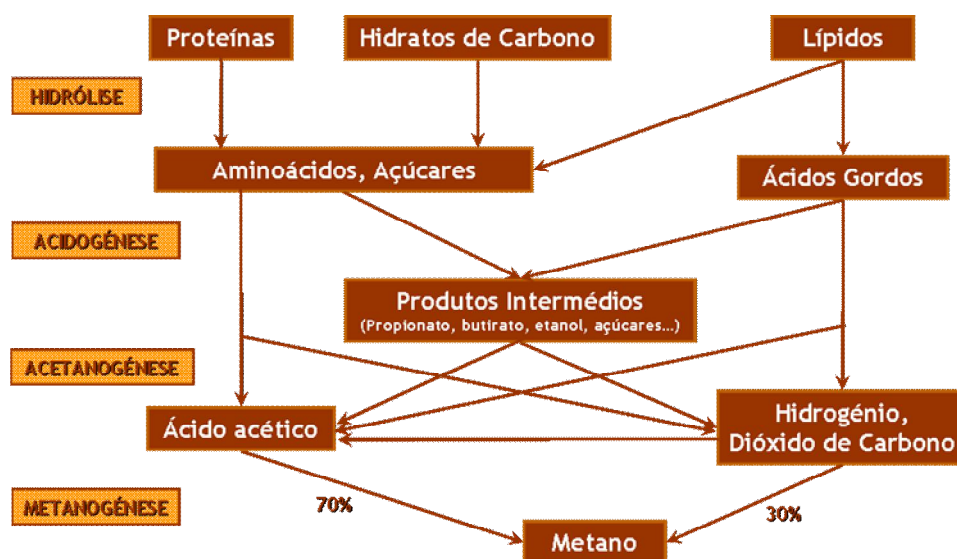 Proteínas
Hidratos de Carbono
Lípidos
HIDRÓLISE
Aminoácidos, Açúcares
Ácidos Gordos
ACIDOGÉNESE
Produtos Intermédios
(Propionato, butirato, etanol, açúcares...)
ACETANOGÉNESE
Ácido acético
Hidrogénio,
Dióxido de Carbono
METANOGÉNESE
70%
30%
Metano